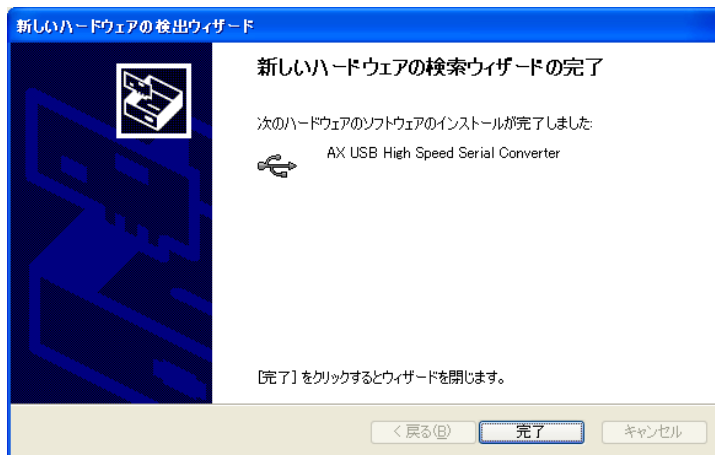 新しいハードウェアの検出ウィザード
新しいハードウェアの検索ウィザードの完了
次のハードウェアのソフトウェアのインストールが完了しました:
AX USB High Speed Serial Converter
[完了] をクリックするとウィザードを閉じます。
< 戻る(B)
完了
キャンセル